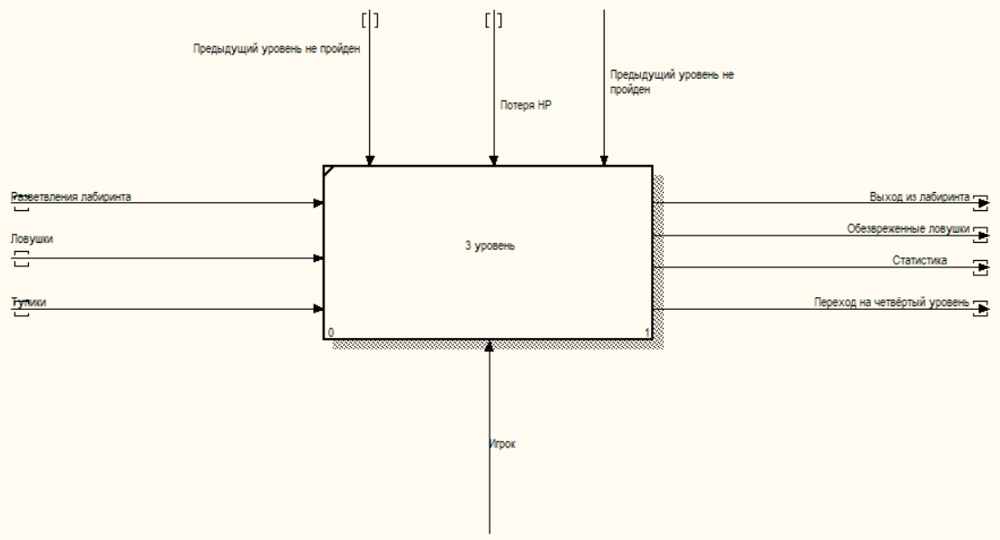 Предыдущий уровень не пройден
Предыдущий уровень не
пройден
Потеря HP
Разветвления лабиринта
Ловушки
Тупики
3 уровень
0
1
Выход из лабиринта
Обезвреженные ловушки
Статистика
Переход на четвёртый уровень
Игрок